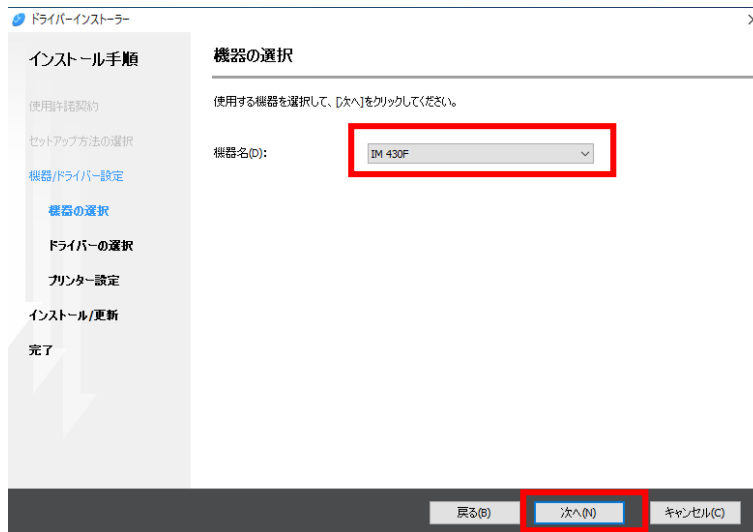 ドライバーインストーラー
インストール手順
使用許諾契約
セットアップ方法の選択
機器/ドライバー設定
機器の選択
ドライバーの選択
プリンター設定
インストール/更新
完了
機器の選択
使用する機器を選択して、[次へ]をクリックしてください。
機器名(D):
IM 430F
戻る(B)
次へ(N)
キャンセル(C)